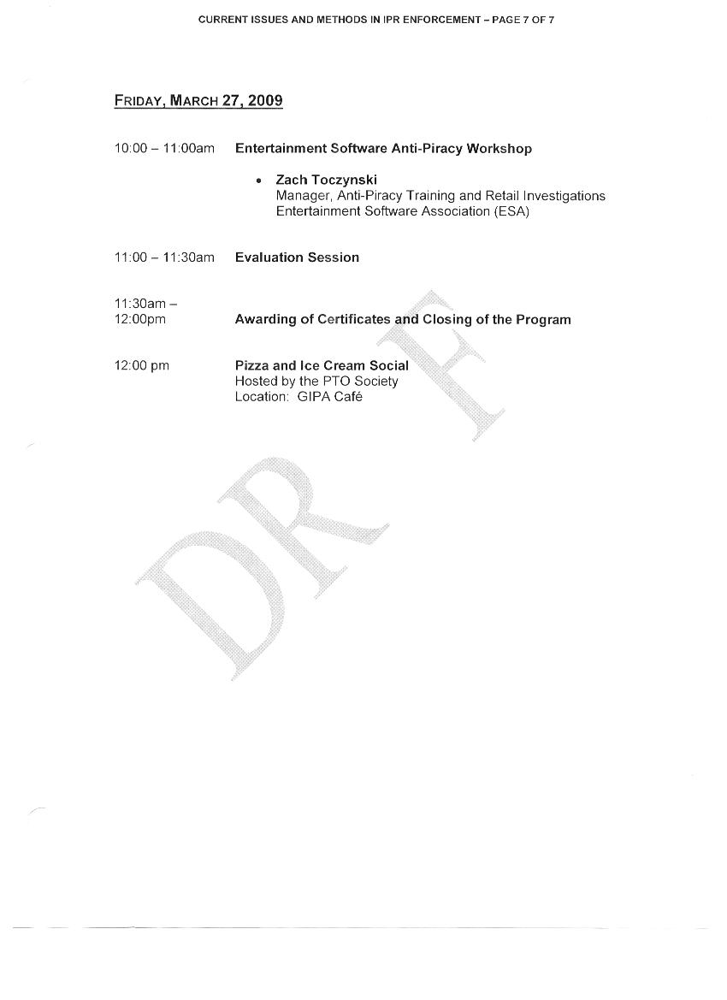 CURRENT ISSUES AND METHODS IN IPR ENFORCEMENT – PAGE 7 OF 7
FRIDAY, MARCH 27, 2009
10:00 – 11:00am Entertainment Software Anti-Piracy Workshop
• Zach Toczynski
Manager, Anti-Piracy Training and Retail Investigations
Entertainment Software Association (ESA)
11:00 – 11:30am Evaluation Session
11:30am –
12:00pm Awarding of Certificates and Closing of the Program
12:00 pm Pizza and Ice Cream Social
Hosted by the PTO Society
Location: GIPA Café
DR F